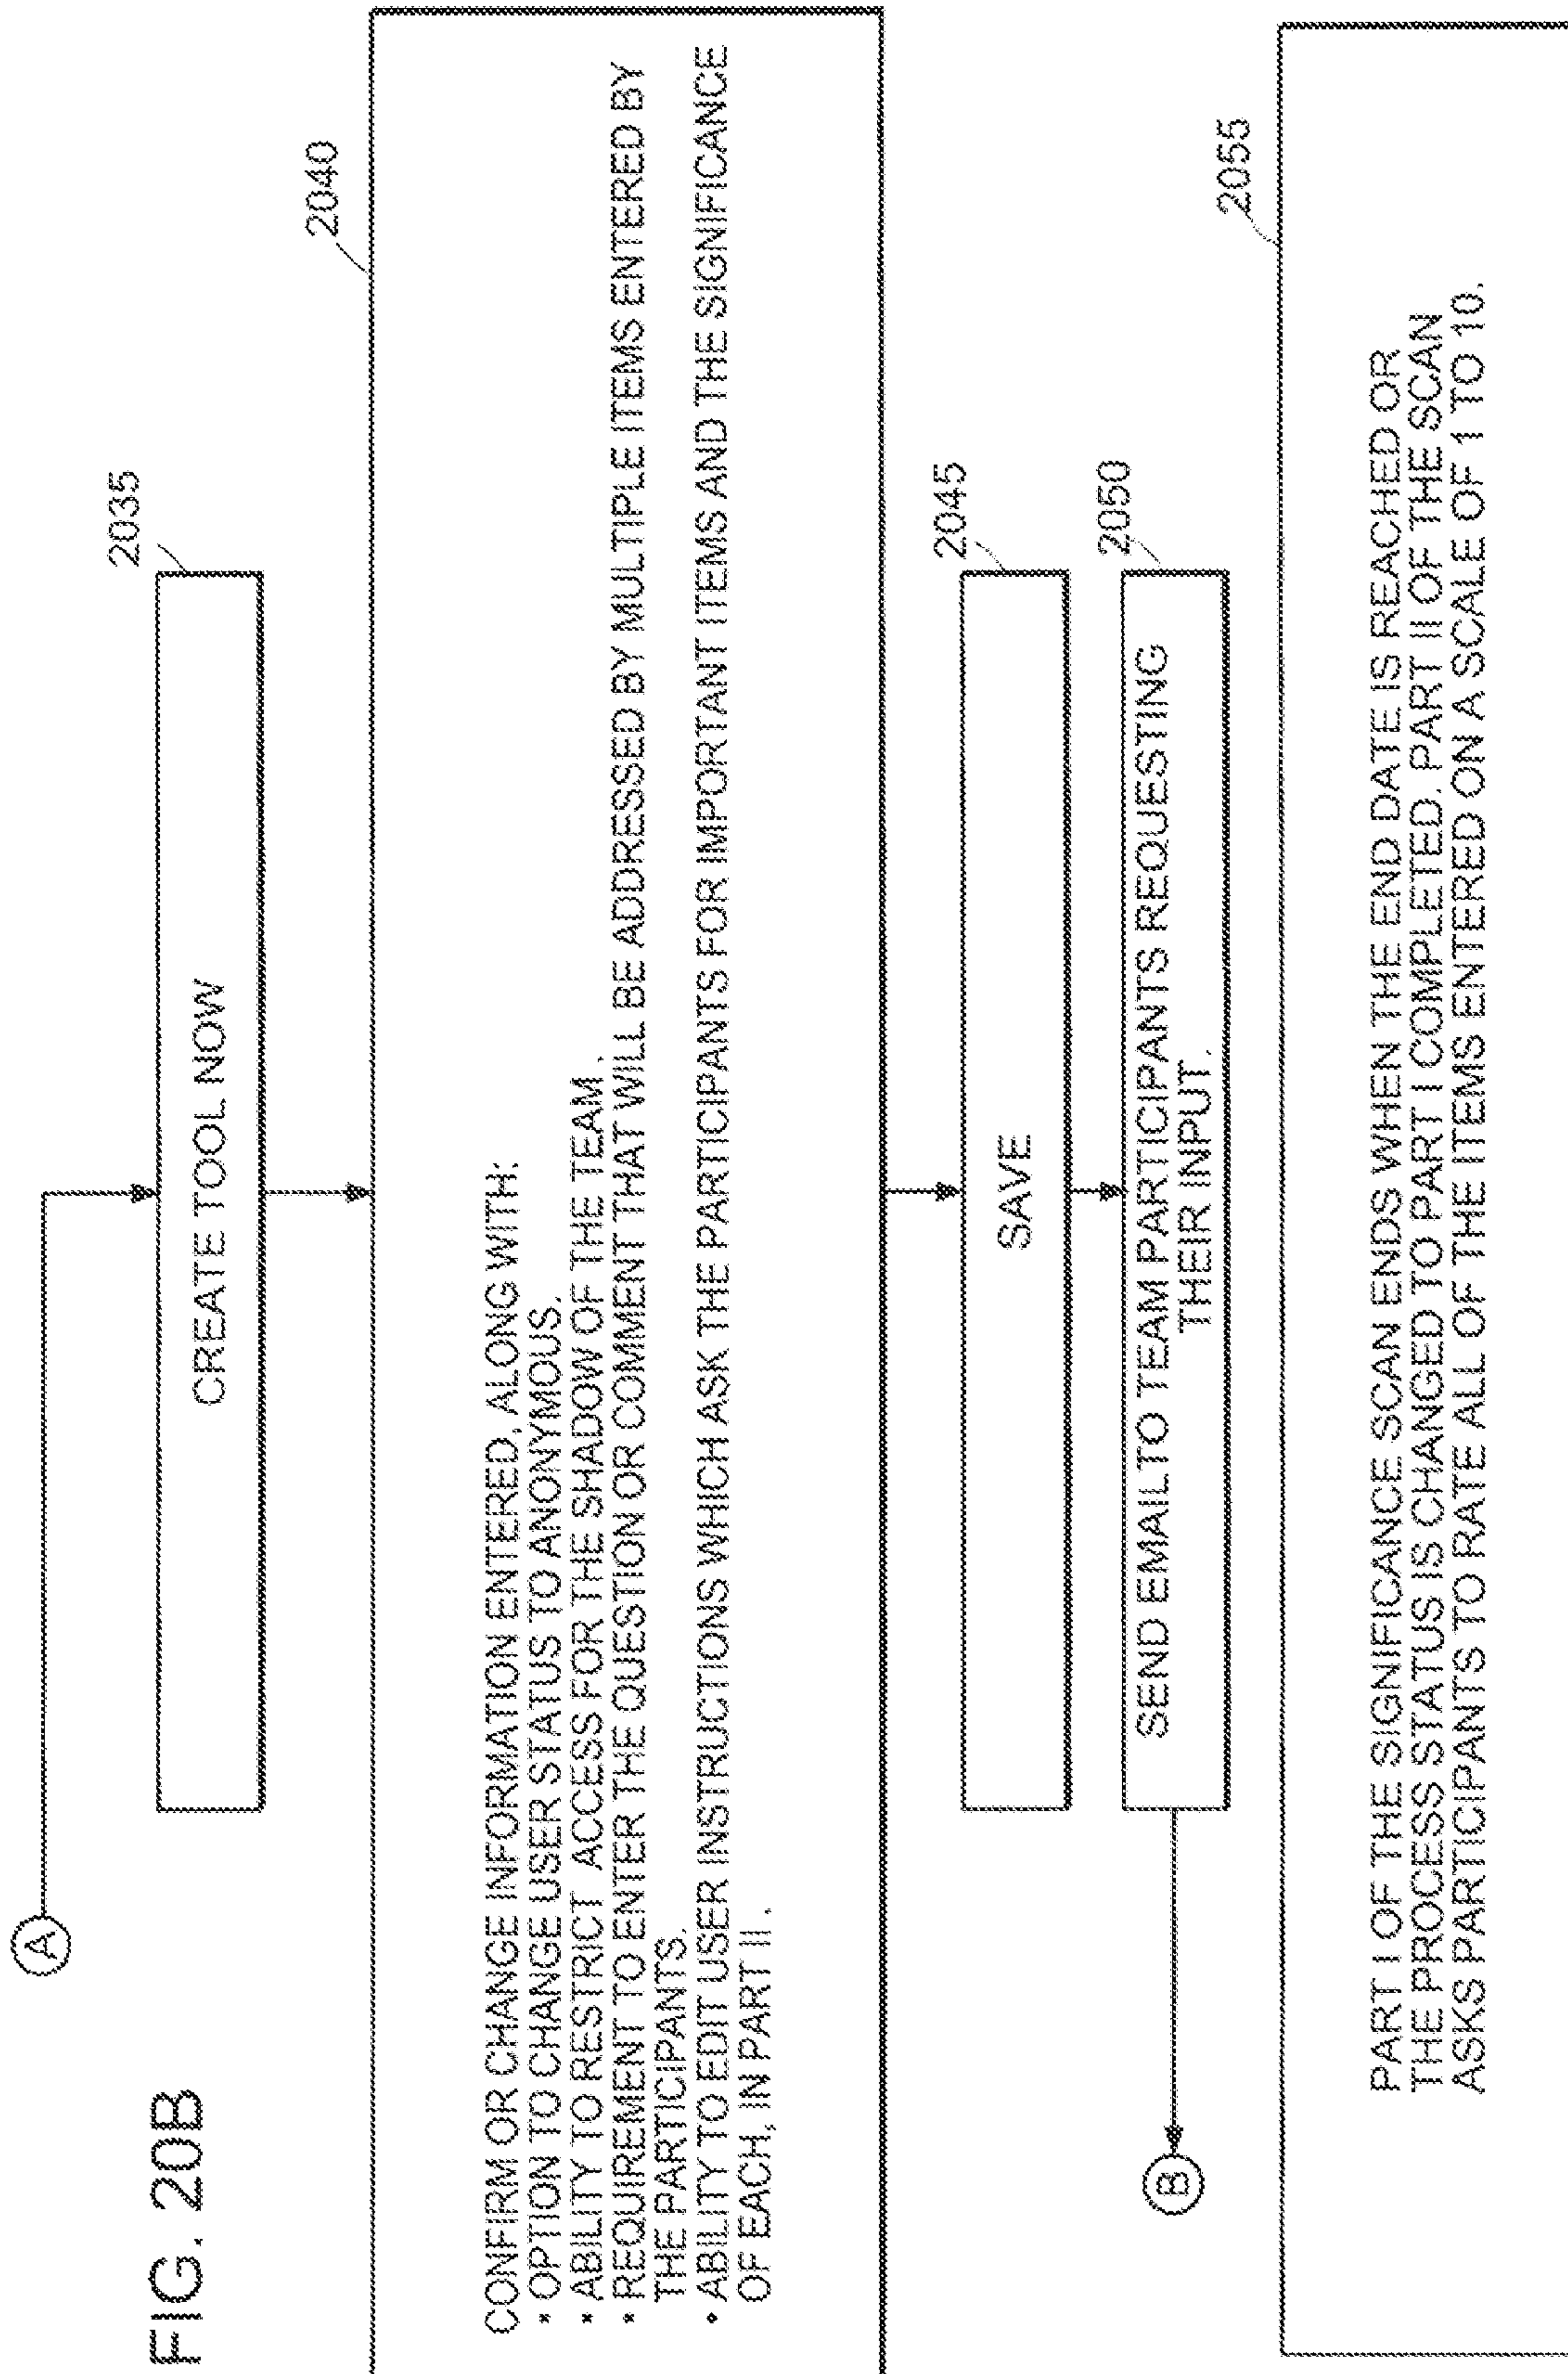 FIG. 20B
A
2035
CREATE TOOL NOW
2040
CONFIRM OR CHANGE INFORMATION ENTERED, ALONG WITH:
• OPTION TO CHANGE USER STATUS TO ANONYMOUS.
• ABILITY TO RESTRICT ACCESS FOR THE SHADOW OF THE TEAM.
• REQUIREMENT TO ENTER THE QUESTION OR COMMENT THAT WILL BE ADDRESSED BY MULTIPLE ITEMS ENTERED BY
THE PARTICIPANTS.
• ABILITY TO EDIT USER INSTRUCTIONS WHICH ASK THE PARTICIPANTS FOR IMPORTANT ITEMS AND THE SIGNIFICANCE
OF EACH, IN PART II.
2045
SAVE
2050
SEND EMAIL TO TEAM PARTICIPANTS REQUESTING
THEIR INPUT.
B
2055
PART I OF THE SIGNIFICANCE SCAN ENDS WHEN THE END DATE IS REACHED OR
THE PROCESS STATUS IS CHANGED TO PART I COMPLETED. PART II OF THE SCAN
ASKS PARTICIPANTS TO RATE ALL OF THE ITEMS ENTERED ON A SCALE OF 1 TO 10.